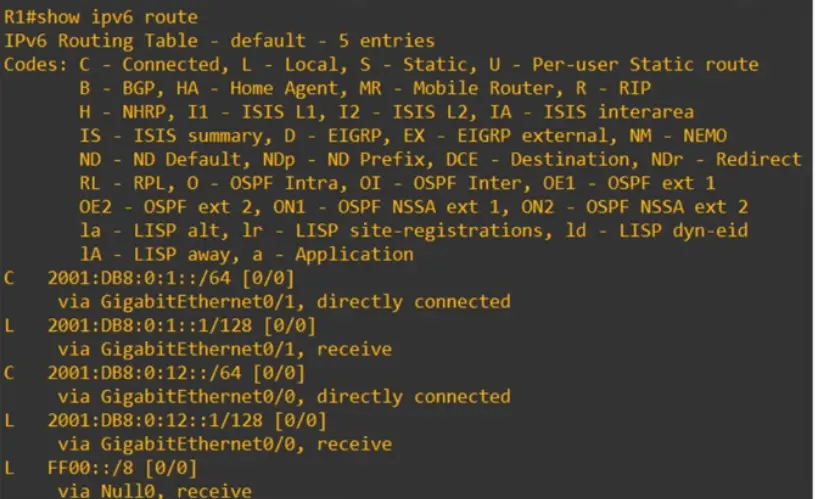 R1#show ipv6 route
IPv6 Routing Table - default - 5 entries
Codes: C - Connected, L - Local, S - Static, U - Per-user Static route
B - BGP, HA - Home Agent, MR - Mobile Router, R - RIP
H - NHRP, I1 - ISIS L1, I2 - ISIS L2, IA - ISIS interarea
IS - ISIS summary, D - EIGRP, EX - EIGRP external, NM - NEMO
ND - ND Default, NDp - ND Prefix, DCE - Destination, NDr - Redirect
RL - RPL, O - OSPF Intra, OI - OSPF Inter, OE1 - OSPF ext 1
OE2 - OSPF ext 2, ON1 - OSPF NSSA ext 1, ON2 - OSPF NSSA ext 2
la - LISP alt, lr - LISP site-registrations, ld - LISP dyn-eid
lA - LISP away, a - Application
C 2001:DB8:0:1::/64 [0/0]
via GigabitEthernet0/1, directly connected
L 2001:DB8:0:1::1/128 [0/0]
via GigabitEthernet0/1, receive
C 2001:DB8:0:12::/64 [0/0]
via GigabitEthernet0/0, directly connected
L 2001:DB8:0:12::1/128 [0/0]
via GigabitEthernet0/0, receive
L FF00::/8 [0/0]
via Null0, receive